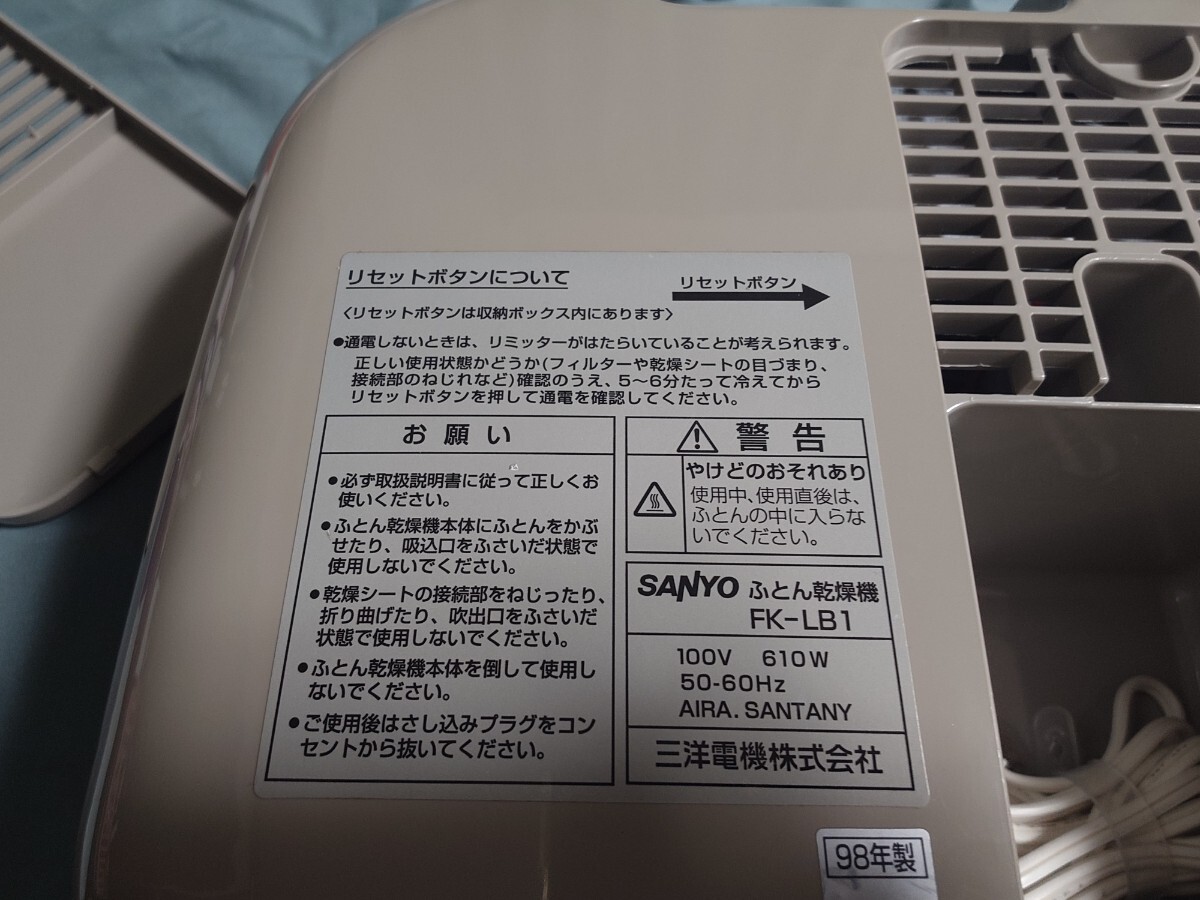 リセットボタンについて
リセットボタン
〈リセットボタンは収納ボックス内にあります〉
●通電しないときは、リミッターがはたらいていることが考えられます。
正しい使用状態かどうか(フィルターや乾燥シートの目づまり、
接続部のねじれなど)確認のうえ、5〜6分たって冷えてから
リセットボタンを押して通電を確認してください。
お願い
●必ず取扱説明書に従って正しくお
使いください。
●ふとん乾燥機本体にふとんをかぶ
せたり、吸込口をふさいだ状態で
使用しないでください。
●乾燥シートの接続部をねじったり、
折り曲げたり、吹出口をふさいだ
状態で使用しないでください。
●ふとん乾燥機本体を倒して使用し
ないでください。
●ご使用後はさし込みプラグをコン
セントから抜いてください。
警告
やけどのおそれあり
使用中、使用直後は、
ふとんの中に入らな
いでください。
SANYO ふとん乾燥機
FK-LB1
100V 610W
50-60Hz
AIRA. SANTANY
三洋電機株式会社
98年製